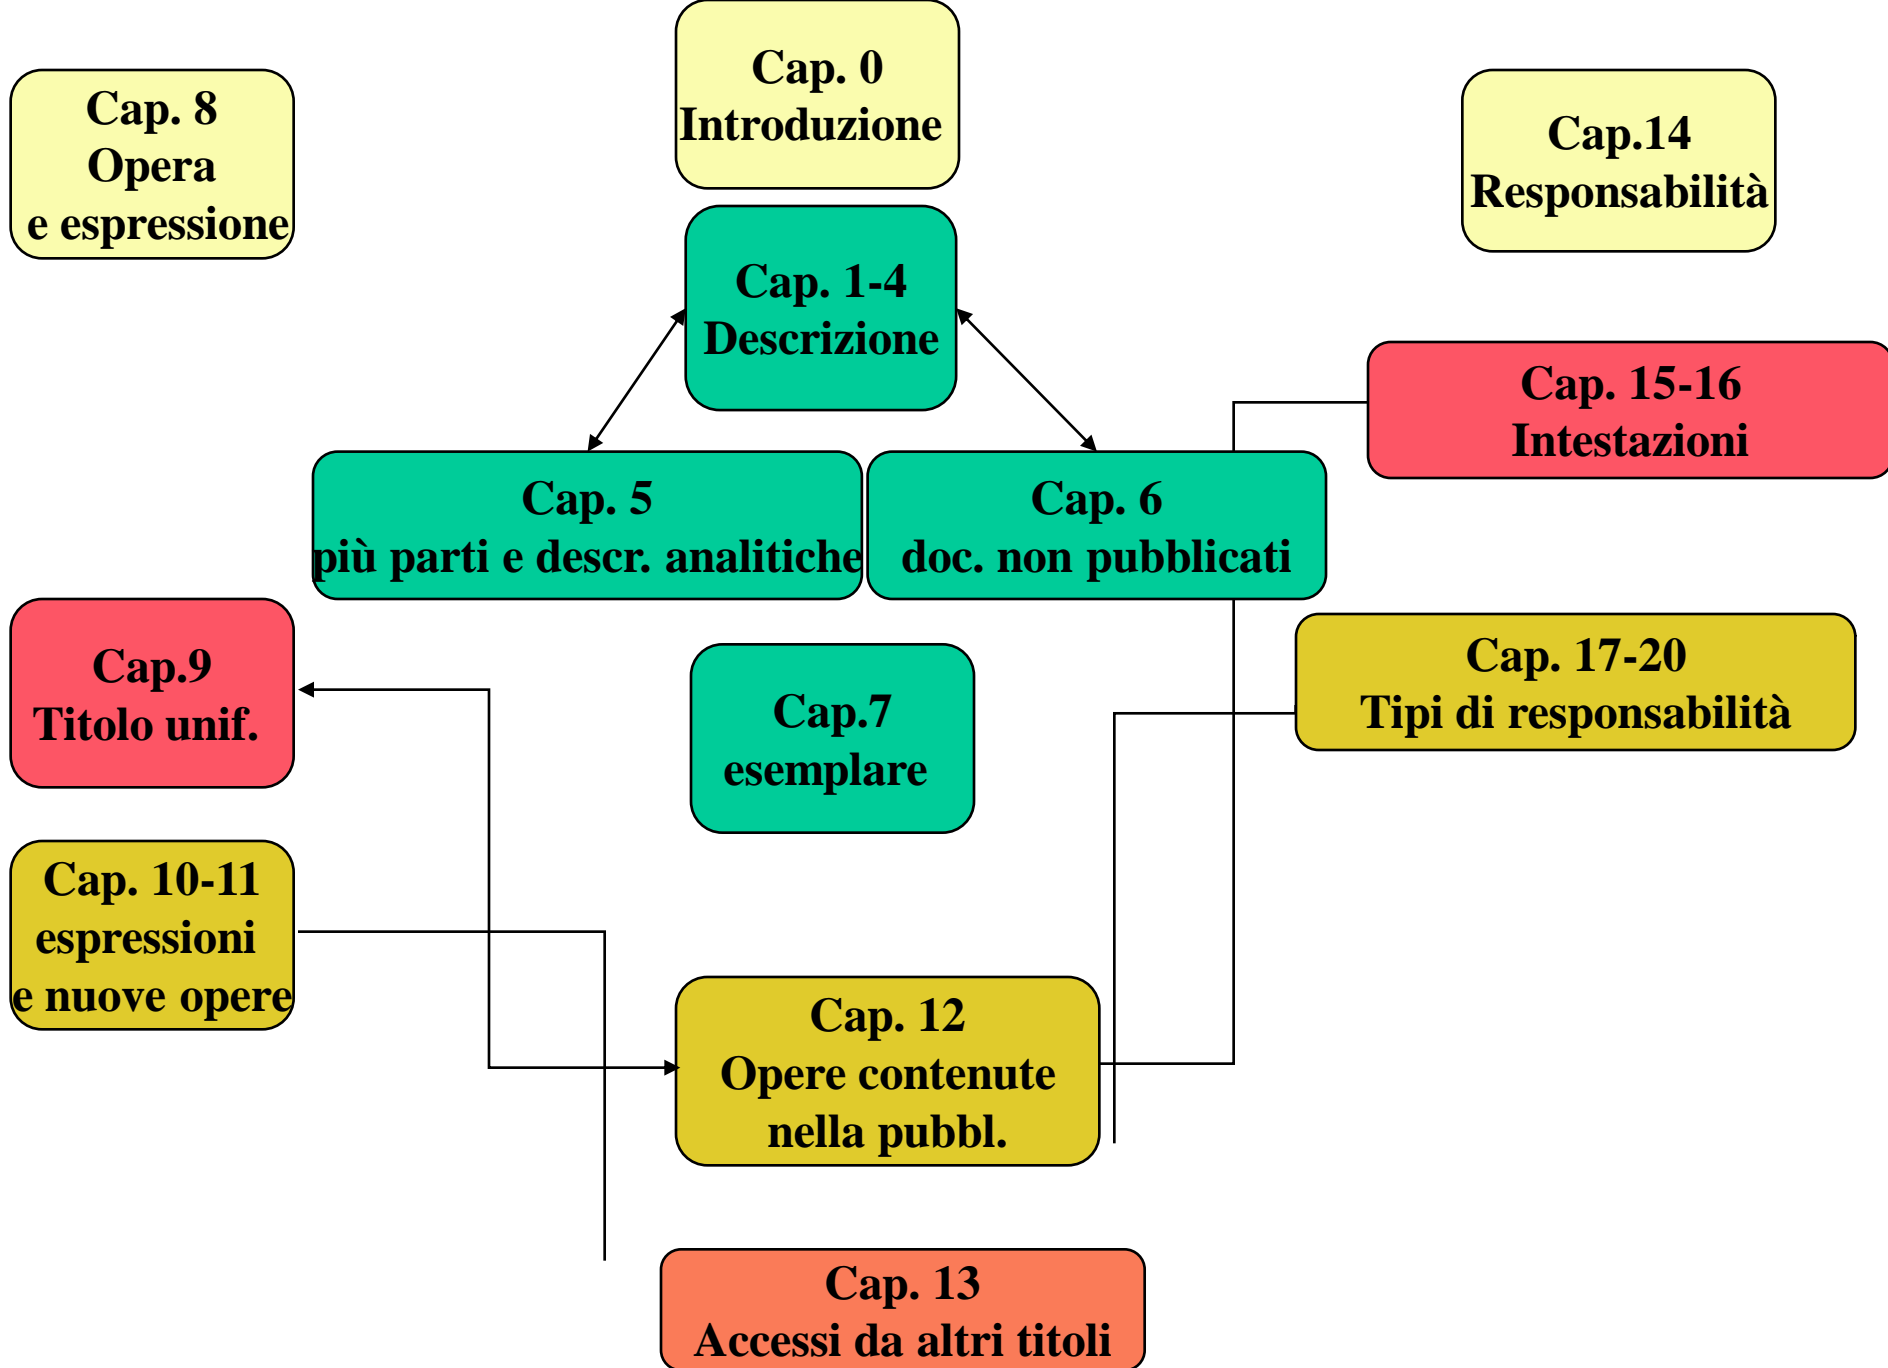 Cap. 0
Introduzione
Cap. 8
Opera
e espressione
Cap.14
Responsabilità
Cap. 1-4
Descrizione
Cap. 15-16
Intestazioni
Cap. 5
più parti e descr. analitiche
Cap. 6
doc. non pubblicati
Cap.9
Titolo unif.
Cap.7
esemplare
Cap. 17-20
Tipi di responsabilità
Cap. 10-11
espressioni
e nuove opere
Cap. 12
Opere contenute
nella pubbl.
Cap. 13
Accessi da altri titoli